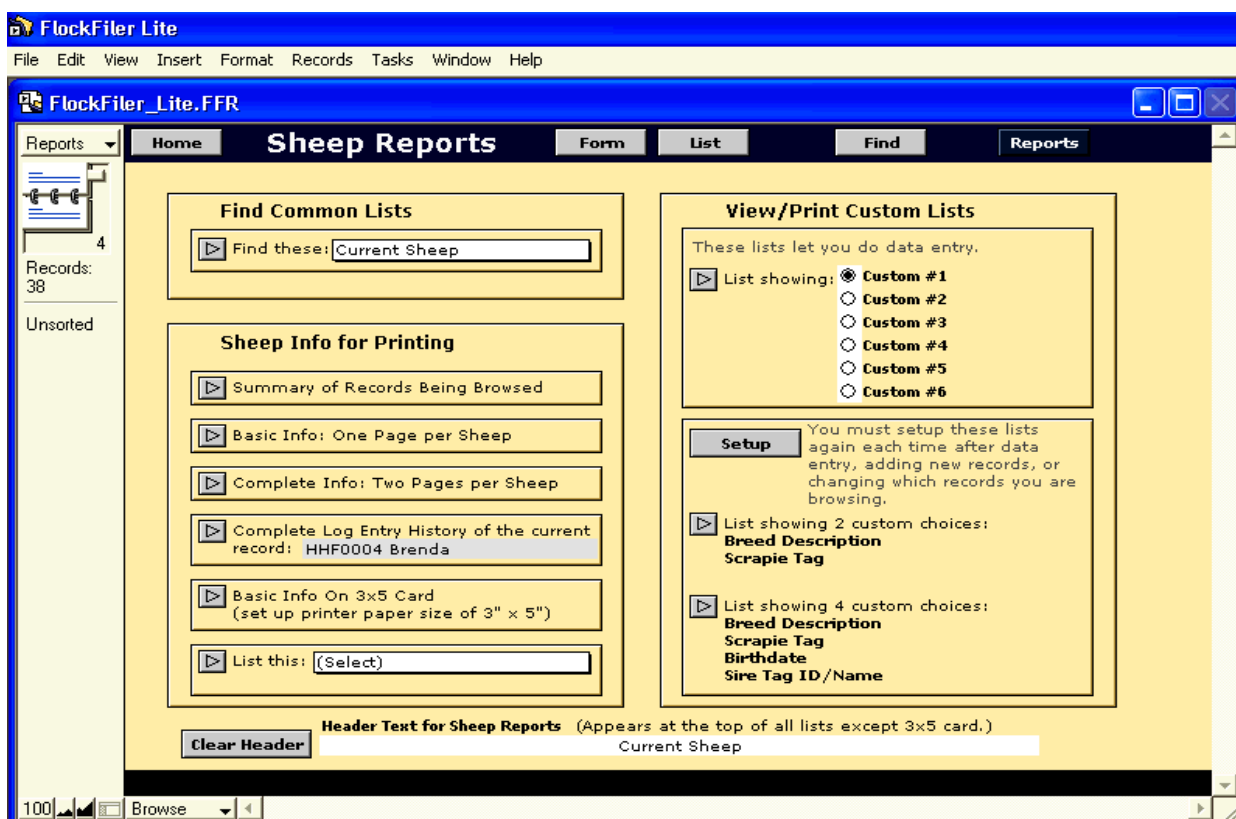 FlockFiler Lite
File Edit View Insert Format Records Tasks Window Help
FlockFiler_Lite.FFR
Reports
Home
Sheep Reports
Form
List
Find
Reports
4
Records:
38
Unsorted
Find Common Lists
Find these: Current Sheep
Sheep Info for Printing
Summary of Records Being Browsed
Basic Info: One Page per Sheep
Complete Info: Two Pages per Sheep
Complete Log Entry History of the current
record: HHF0004 Brenda
Basic Info On 3x5 Card
(set up printer paper size of 3" x 5")
List this: (Select)
View/Print Custom Lists
These lists let you do data entry.
List showing: Custom #1
Custom #2
Custom #3
Custom #4
Custom #5
Custom #6
Setup
You must setup these lists
again each time after data
entry, adding new records, or
changing which records you are
browsing.
List showing 2 custom choices:
Breed Description
Scrapie Tag
List showing 4 custom choices:
Breed Description
Scrapie Tag
Birthdate
Sire Tag ID/Name
Header Text for Sheep Reports (Appears at the top of all lists except 3x5 card.)
Clear Header
Current Sheep
100
Browse